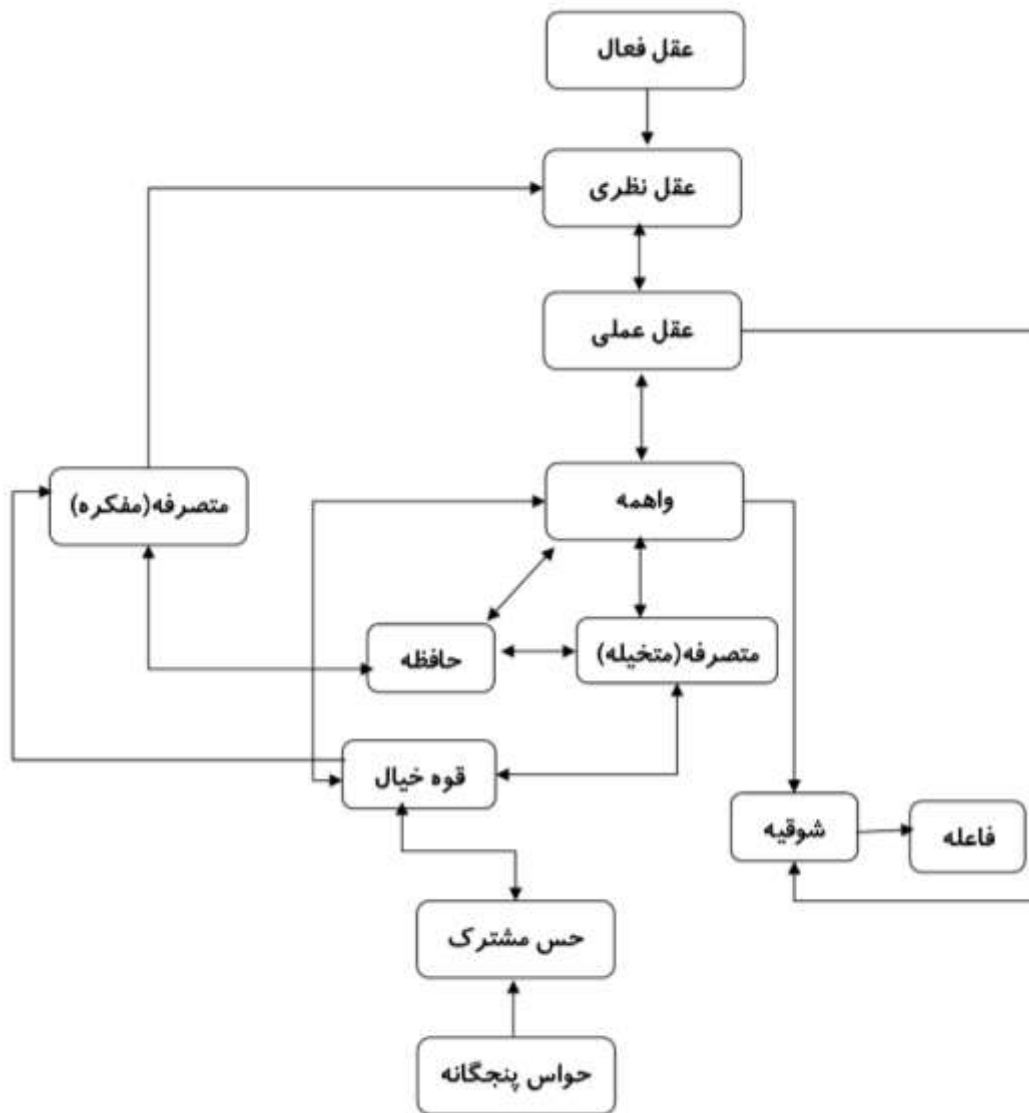 عقل فعال
عقل نظری
عقل عملی
واهمه
متصرفه(مفکره)
حافظه
متصرفه(متخیله)
قوه خیال
شوقیه
فاعله
حس مشترک
حواس پنجگانه